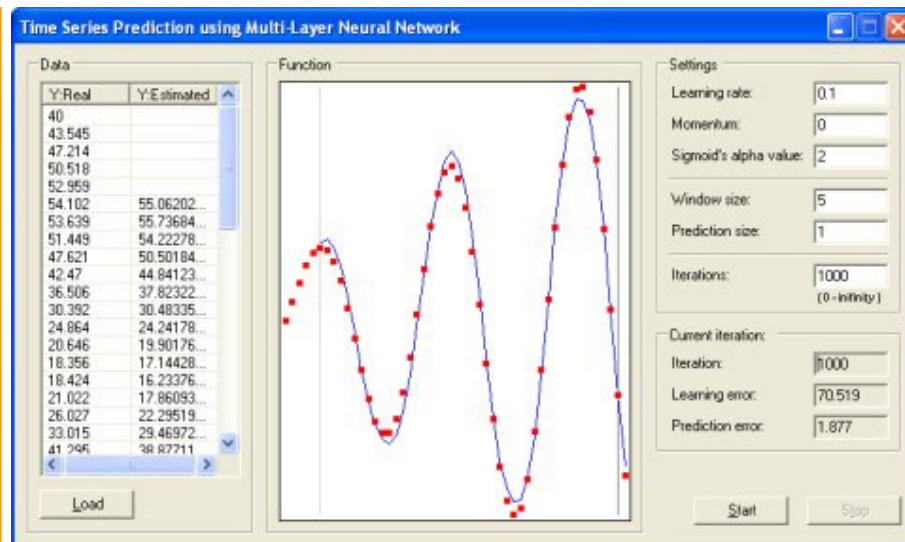 Time Series Prediction using Multi-Layer Neural Network
Data
Y:Real Y:Estimated
40
43.545
47.214
50.518
52.959
54.102 55.06202...
53.639 55.73684...
51.449 54.22278...
47.621 50.50184...
42.47 44.84123...
36.506 37.82322...
30.392 30.48335...
24.864 24.24178...
20.646 19.90176...
18.356 17.14428...
18.424 16.23376...
21.022 17.86093...
26.027 22.29519...
33.015 29.46972...
41.295 38.87711
Load
Function
Settings
Learning rate: 0.1
Momentum: 0
Sigmoid's alpha value: 2
Window size: 5
Prediction size: 1
Iterations: 1000
( 0 - infinity )
Current iteration:
Iteration: 1000
Learning error: 70.519
Prediction error: 1.877
Start Stop